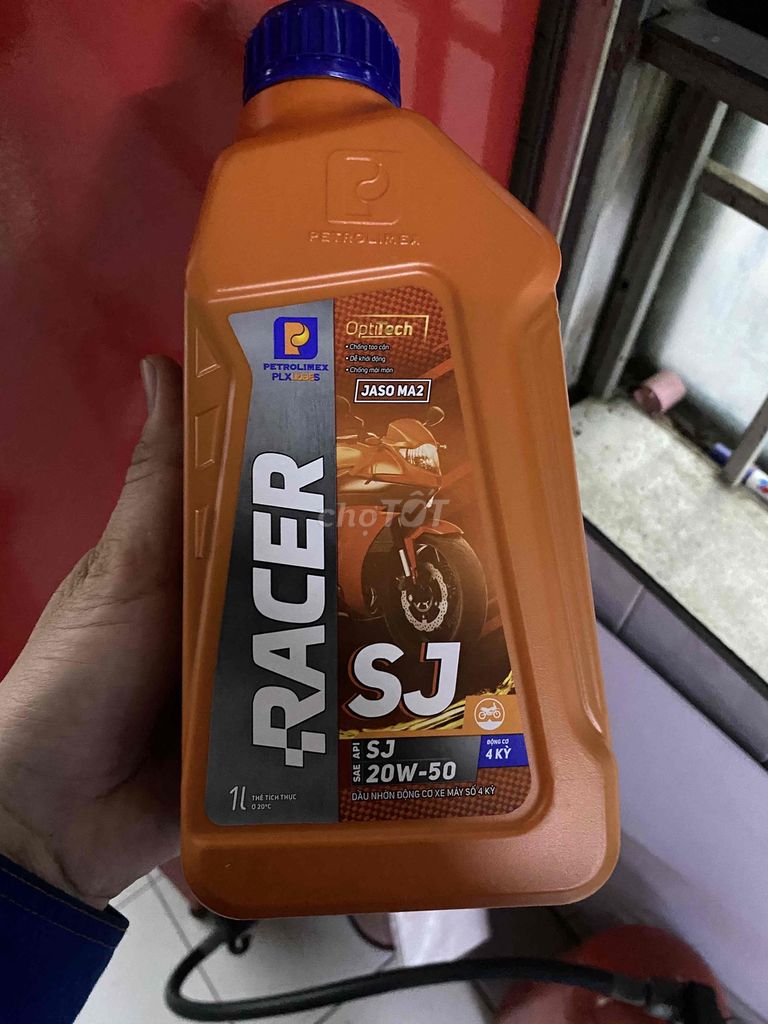 PETROLIMEX
PETROLIMEX
PLX LUBES
OptiTech
• Chống tạo cặn
• Dễ khởi động
• Chống mài mòn
JASO MA2
RACER
chợTỐT
SJ
API SJ
SAE 20W-50
ĐỘNG CƠ
4 KỲ
1L THỂ TÍCH THỰC
Ở 20°C
DẦU NHỜN ĐỘNG CƠ XE MÁY SỐ 4 KỲ